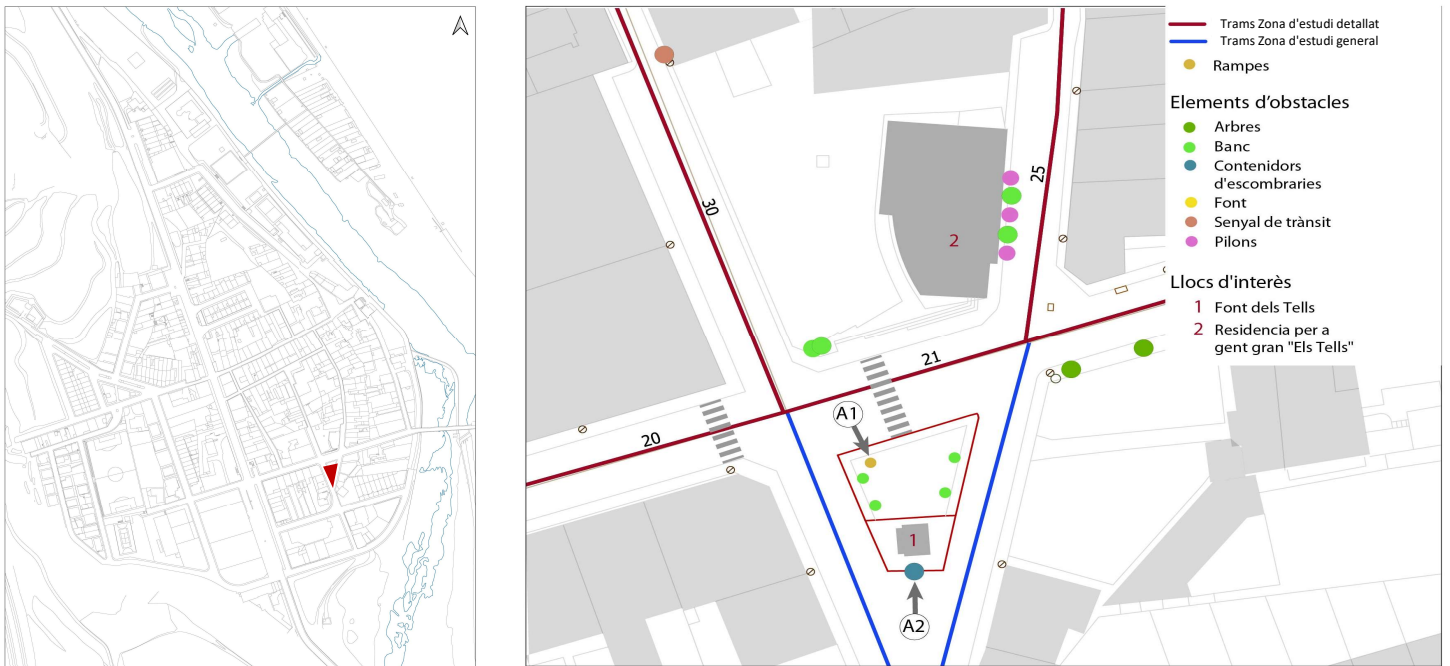 Trams Zona d'estudi detallat
Trams Zona d'estudi general
Rampes
Elements d'obstacles
Arbres
Banc
Contenidors
d'escombraries
Font
Senyal de trànsit
Pilons
Llocs d'interès
1 Font dels Tells
2 Residencia per a
gent gran "Els Tells"
30
25
2
21
20
A1
1
A2